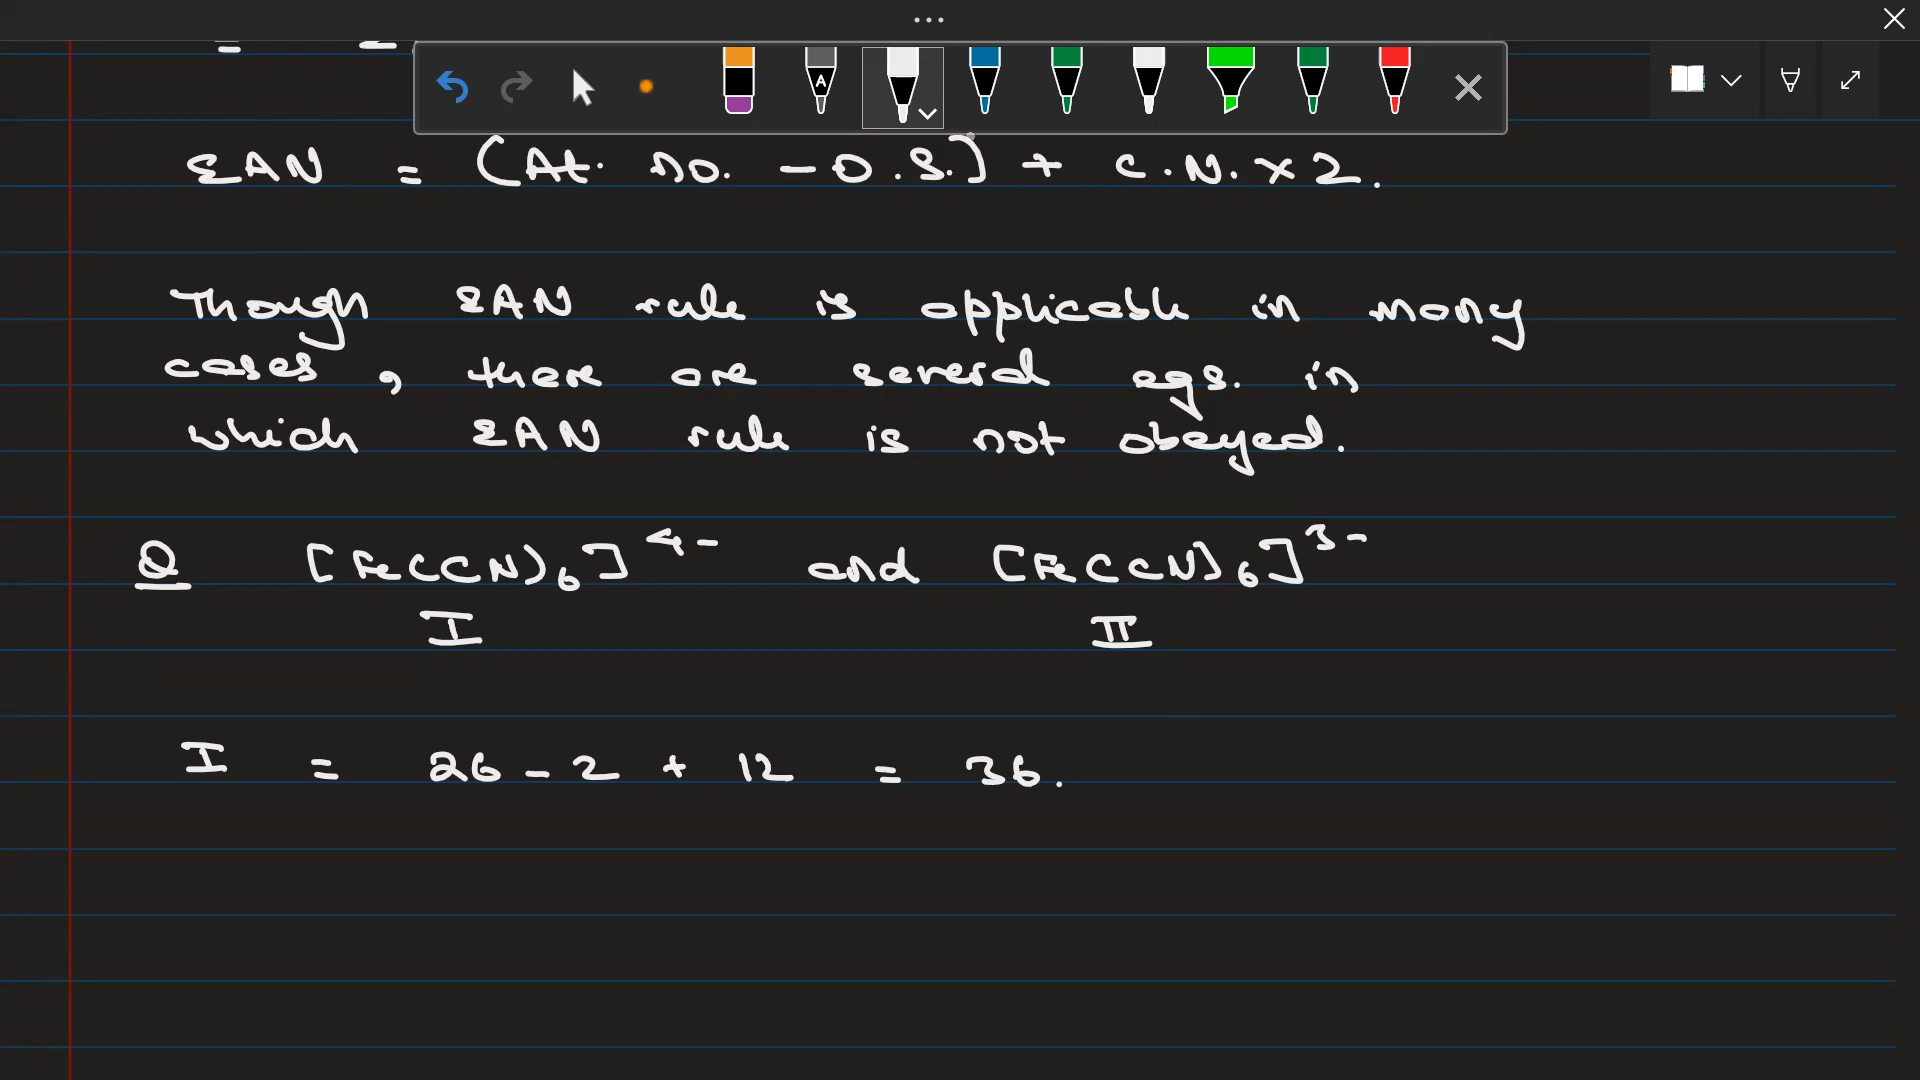 EAN = (At. no. - O.S.) + C.N. × 2.
Though EAN rule is applicable in many
cases, there are several egs. in
which EAN rule is not obeyed.
Q [Fe(CN)6]4- and [Fe(CN)6]3-
I II
I = 26 - 2 + 12 = 36.